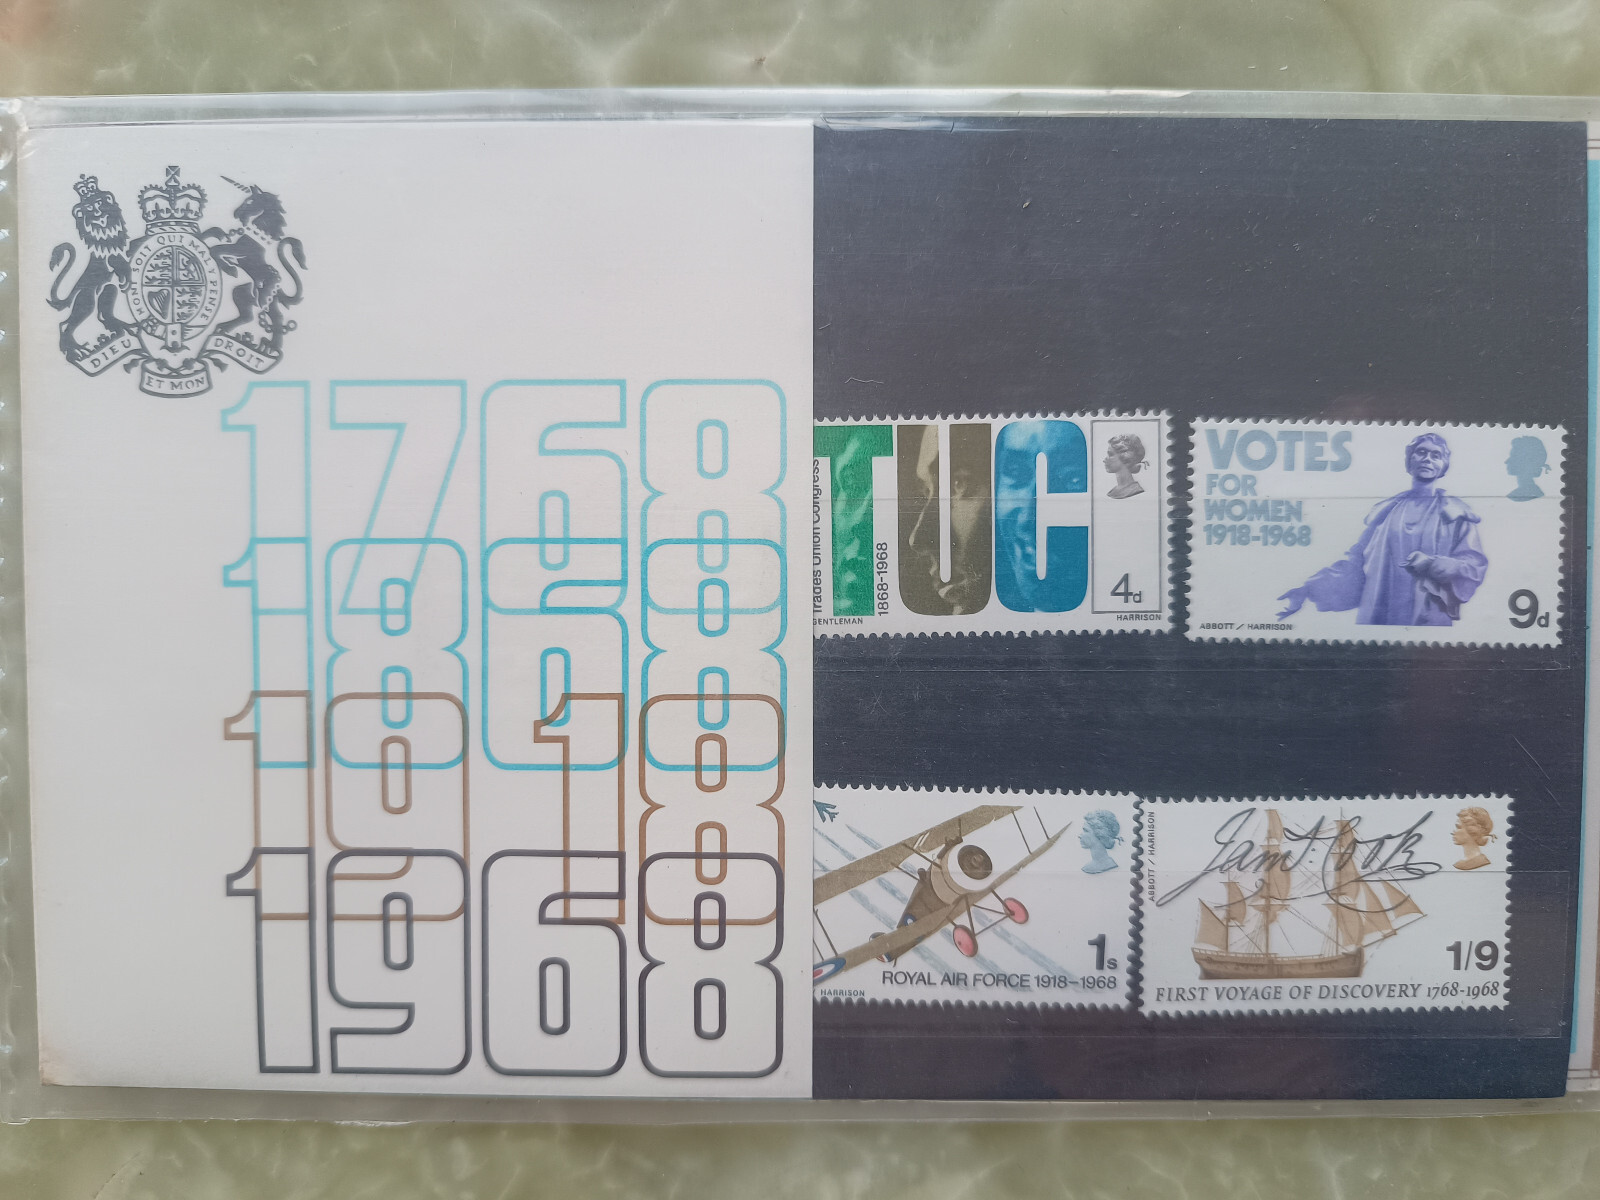 HONI SOIT QUI MAL Y PENSE
DIEU ET MON DROIT
1768
1868
1918
1968
TUC
Trades Union Congress
1868-1968
4d
GENTLEMAN
HARRISON
VOTES
FOR
WOMEN
1918-1968
9d
ABBOTT / HARRISON
1s
ROYAL AIR FORCE 1918-1968
/ HARRISON
ABBOTT / HARRISON
Jam.s Cook
1/9
FIRST VOYAGE OF DISCOVERY 1768-1968